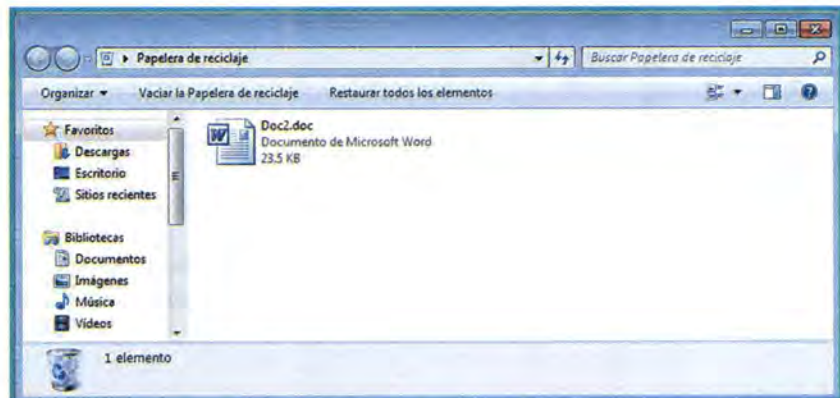 Papelera de reciclaje
Buscar Papelera de reciclaje
Organizar
Vaciar la Papelera de reciclaje
Restaurar todos los elementos
Favoritos
Descargas
Escritorio
Sitios recientes
Bibliotecas
Documentos
Imágenes
Música
Vídeos
Doc2.doc
Documento de Microsoft Word
23.5 KB
1 elemento